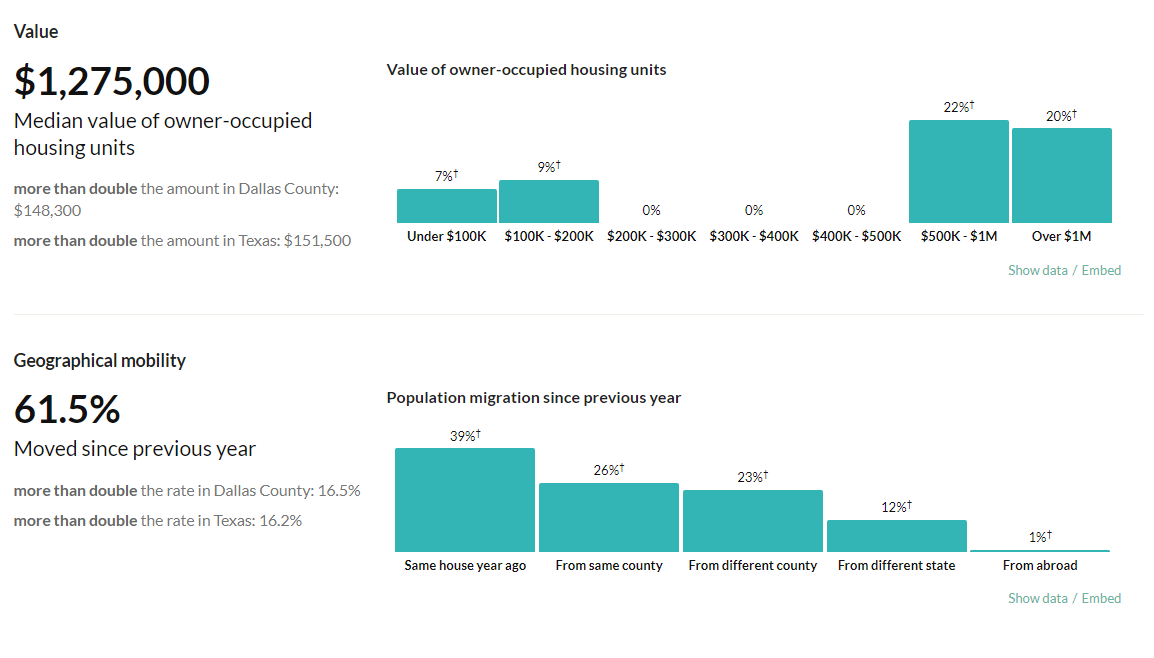 Value
$1,275,000
Median value of owner-occupied
housing units
more than double the amount in Dallas County:
$148,300
more than double the amount in Texas: $151,500
Value of owner-occupied housing units
7%† 9%† 0% 0% 0% 22%† 20%†
Under $100K $100K - $200K $200K - $300K $300K - $400K $400K - $500K $500K - $1M Over $1M
Show data / Embed
Geographical mobility
61.5%
Moved since previous year
more than double the rate in Dallas County: 16.5%
more than double the rate in Texas: 16.2%
Population migration since previous year
39%† 26%† 23%† 12%† 1%†
Same house year ago From same county From different county From different state From abroad
Show data / Embed